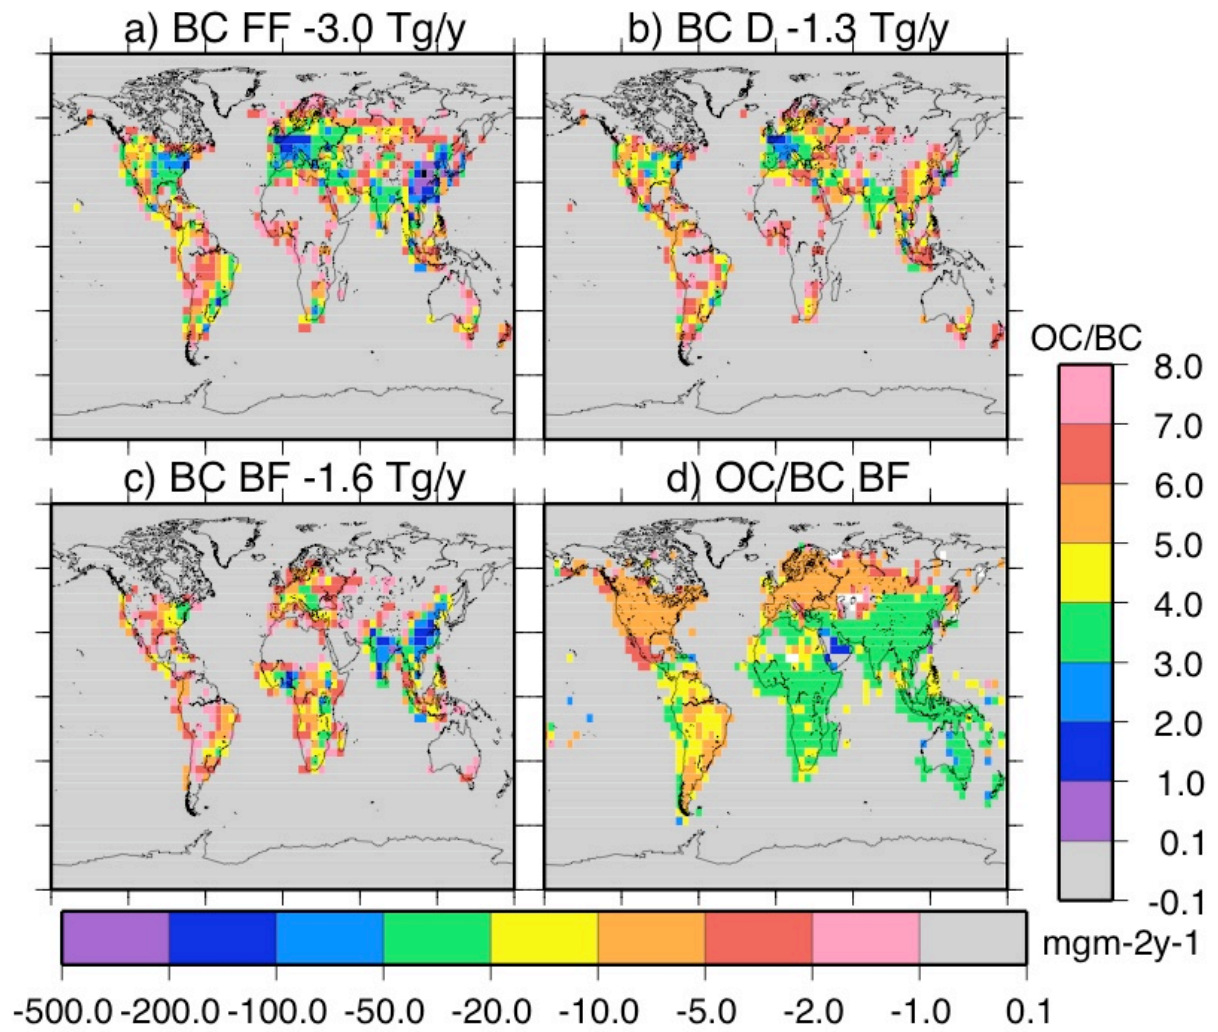 a) BC FF -3.0 Tg/y
b) BC D -1.3 Tg/y
c) BC BF -1.6 Tg/y
d) OC/BC BF
OC/BC
8.0
7.0
6.0
5.0
4.0
3.0
2.0
1.0
0.1
-0.1
mgm-2y-1
-500.0 -200.0 -100.0 -50.0 -20.0 -10.0 -5.0 -2.0 -1.0 0.1